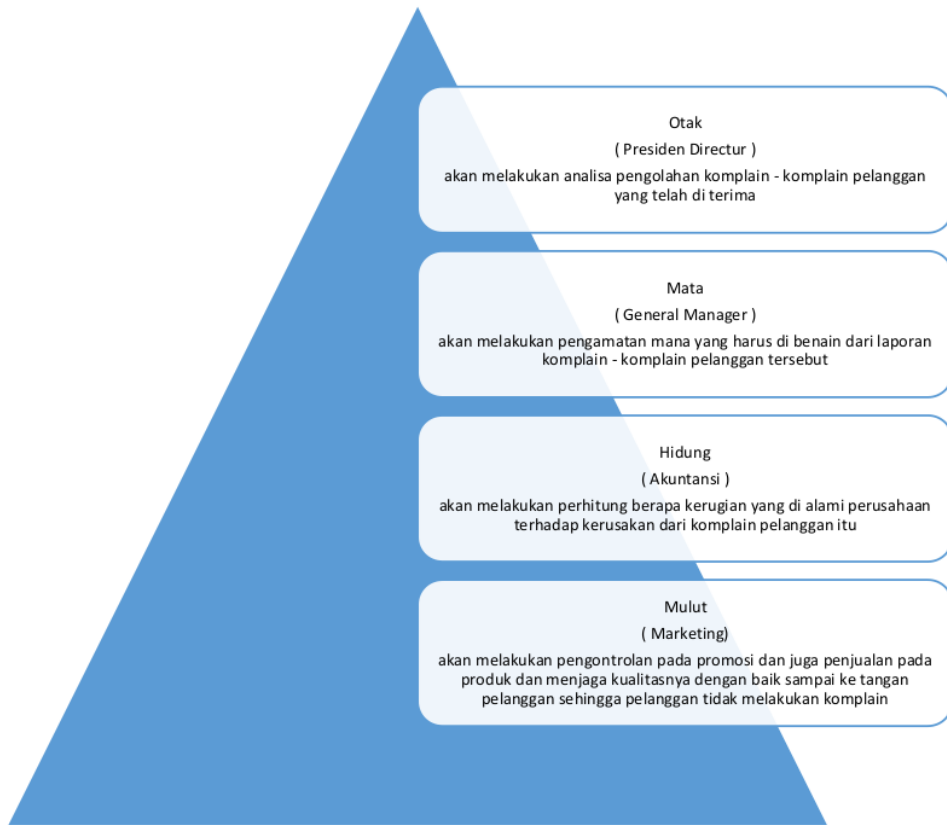 Otak
( Presiden Directur )
akan melakukan analisa pengolahan komplain - komplain pelanggan
yang telah di terima
Mata
( General Manager )
akan melakukan pengamatan mana yang harus di benain dari laporan
komplain - komplain pelanggan tersebut
Hidung
( Akuntansi )
akan melakukan perhitung berapa kerugian yang di alami perusahaan
terhadap kerusakan dari komplain pelanggan itu
Mulut
( Marketing)
akan melakukan pengontrolan pada promosi dan juga penjualan pada
produk dan menjaga kualitasnya dengan baik sampai ke tangan
pelanggan sehingga pelanggan tidak melakukan komplain